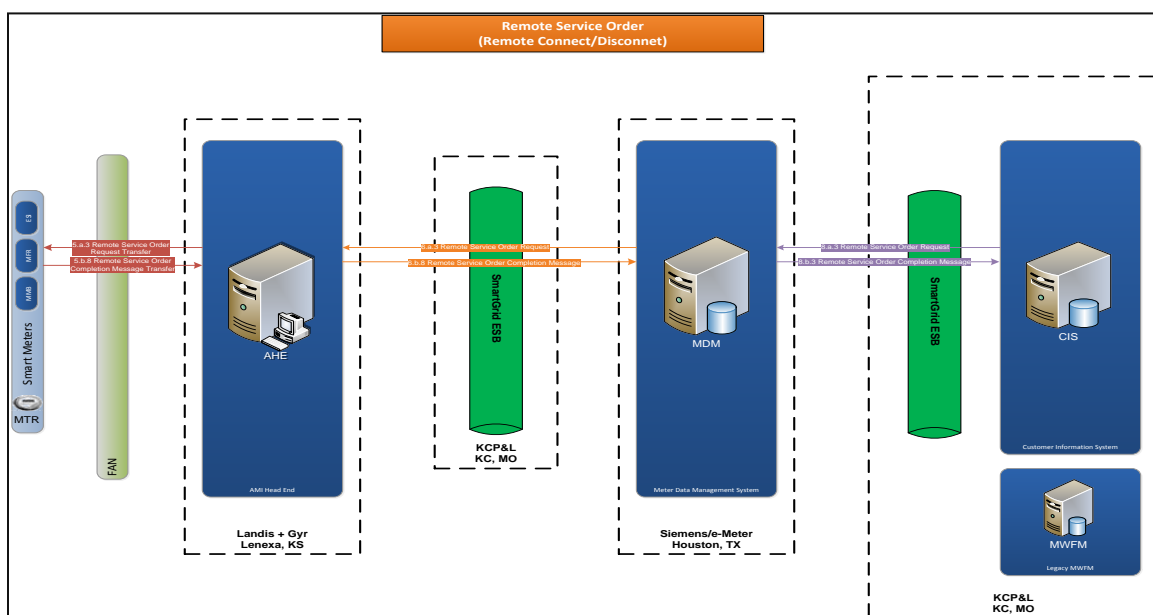 Remote Service Order
(Remote Connect/Disconnet)
MFR
MMB
Smart Meters
MTR
FAN
5.a.3 Remote Service Order
Request Transfer
5.b.8 Remote Service Order
Completion Message Transfer
AHE
AMI Head End
Landis + Gyr
Lenexa, KS
6.a.3 Remote Service Order Request
6.b.8 Remote Service Order Completion Message
SmartGrid ESB
KCP&L
KC, MO
MDM
Meter Data Management System
Siemens/e-Meter
Houston, TX
8.a.3 Remote Service Order Request
8.b.3 Remote Service Order Completion Message
SmartGrid ESB
CIS
Customer Information System
MWFM
Legacy MWFM
KCP&L
KC, MO